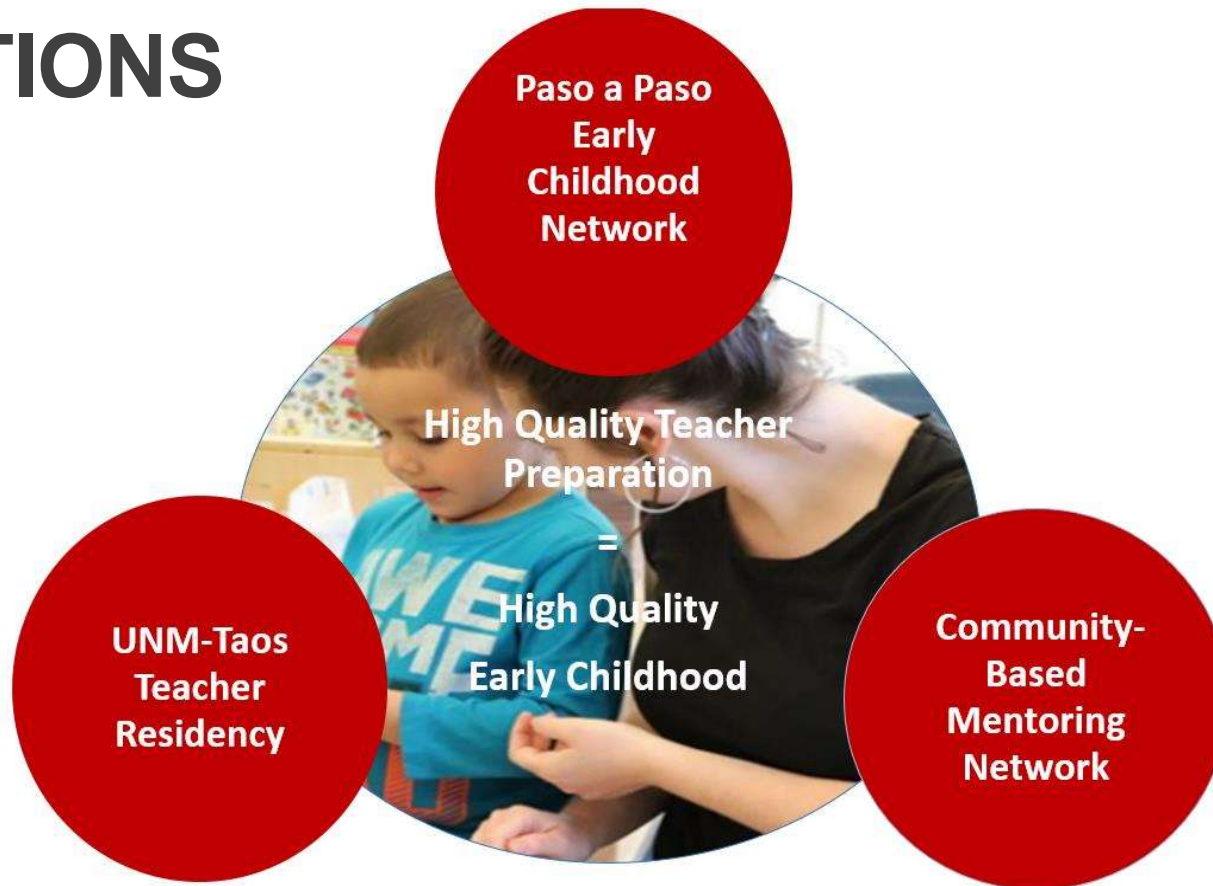 TIONS
Paso a Paso
Early
Childhood
Network
High Quality Teacher
Preparation
=
High Quality
Early Childhood
UNM-Taos
Teacher
Residency
Community-
Based
Mentoring
Network